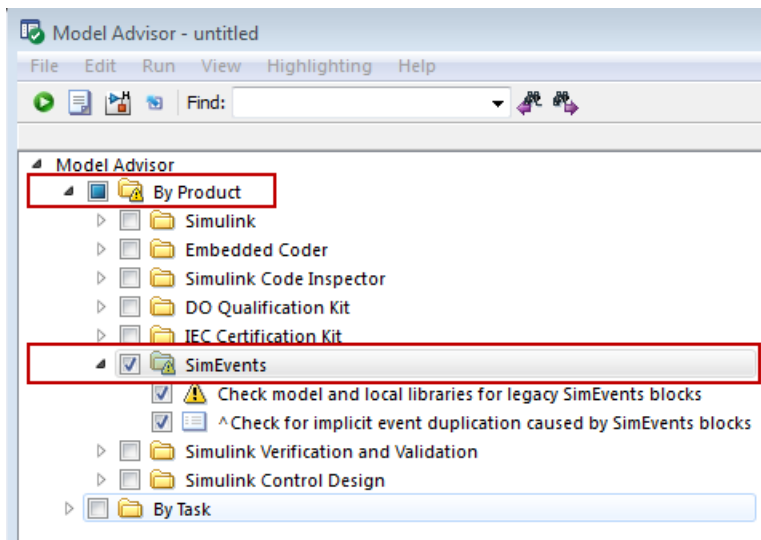 Model Advisor - untitled
File Edit Run View Highlighting Help
Find:
Model Advisor
By Product
Simulink
Embedded Coder
Simulink Code Inspector
DO Qualification Kit
IEC Certification Kit
SimEvents
Check model and local libraries for legacy SimEvents blocks
^Check for implicit event duplication caused by SimEvents blocks
Simulink Verification and Validation
Simulink Control Design
By Task